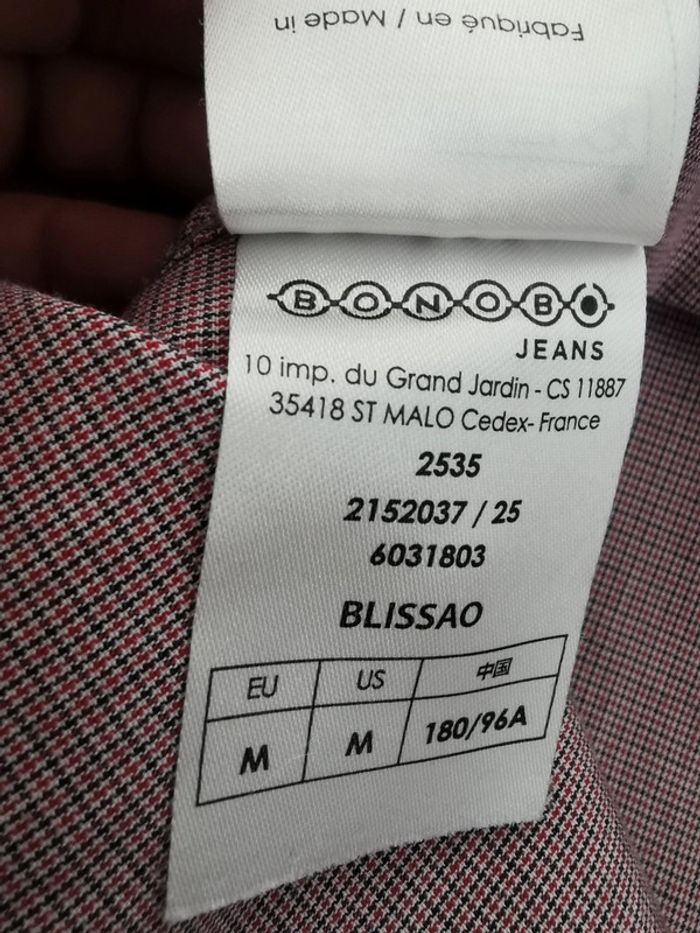 Fabriqué en / Made in
BONOBO
JEANS
10 imp. du Grand Jardin - CS 11887
35418 ST MALO Cedex- France
2535
2152037 / 25
6031803
BLISSAO
EU US 中国
M M 180/96A